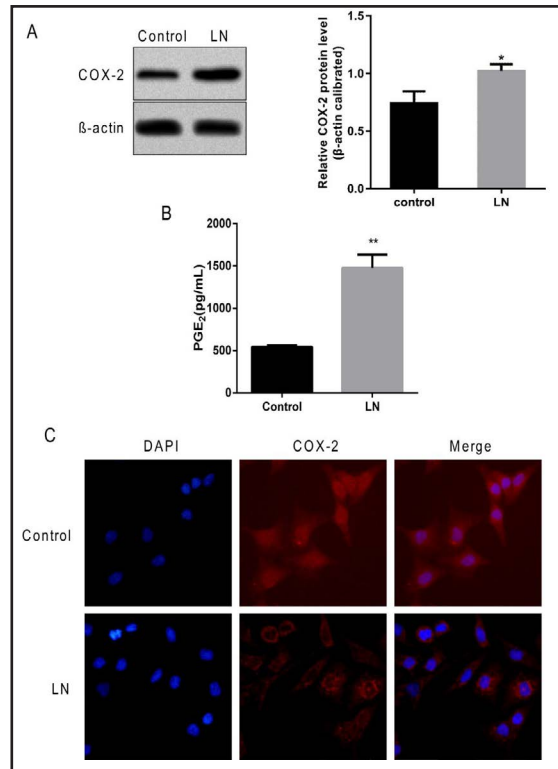 A
Control LN
COX-2
ß-actin
Relative COX-2 protein level
(β-actin calibrated)
1.5
1.0
0.5
0.0
*
control LN
B
PGE2(pg/mL)
2000
1500
1000
500
0
**
Control LN
C
DAPI COX-2 Merge
Control
LN